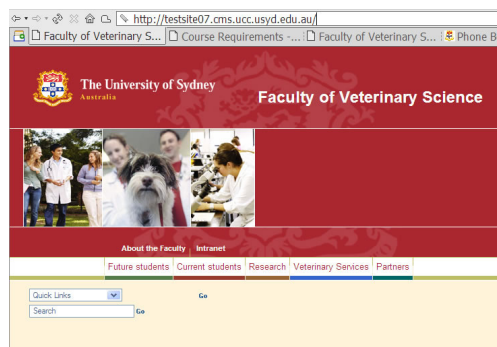 http://testsite07.cms.ucc.usyd.edu.au/
Faculty of Veterinary S... Course Requirements -... Faculty of Veterinary S... Phone B
The University of Sydney
Australia
Faculty of Veterinary Science
About the Faculty Intranet
Future students Current students Research Veterinary Services Partners
Quick Links Go
Search Go